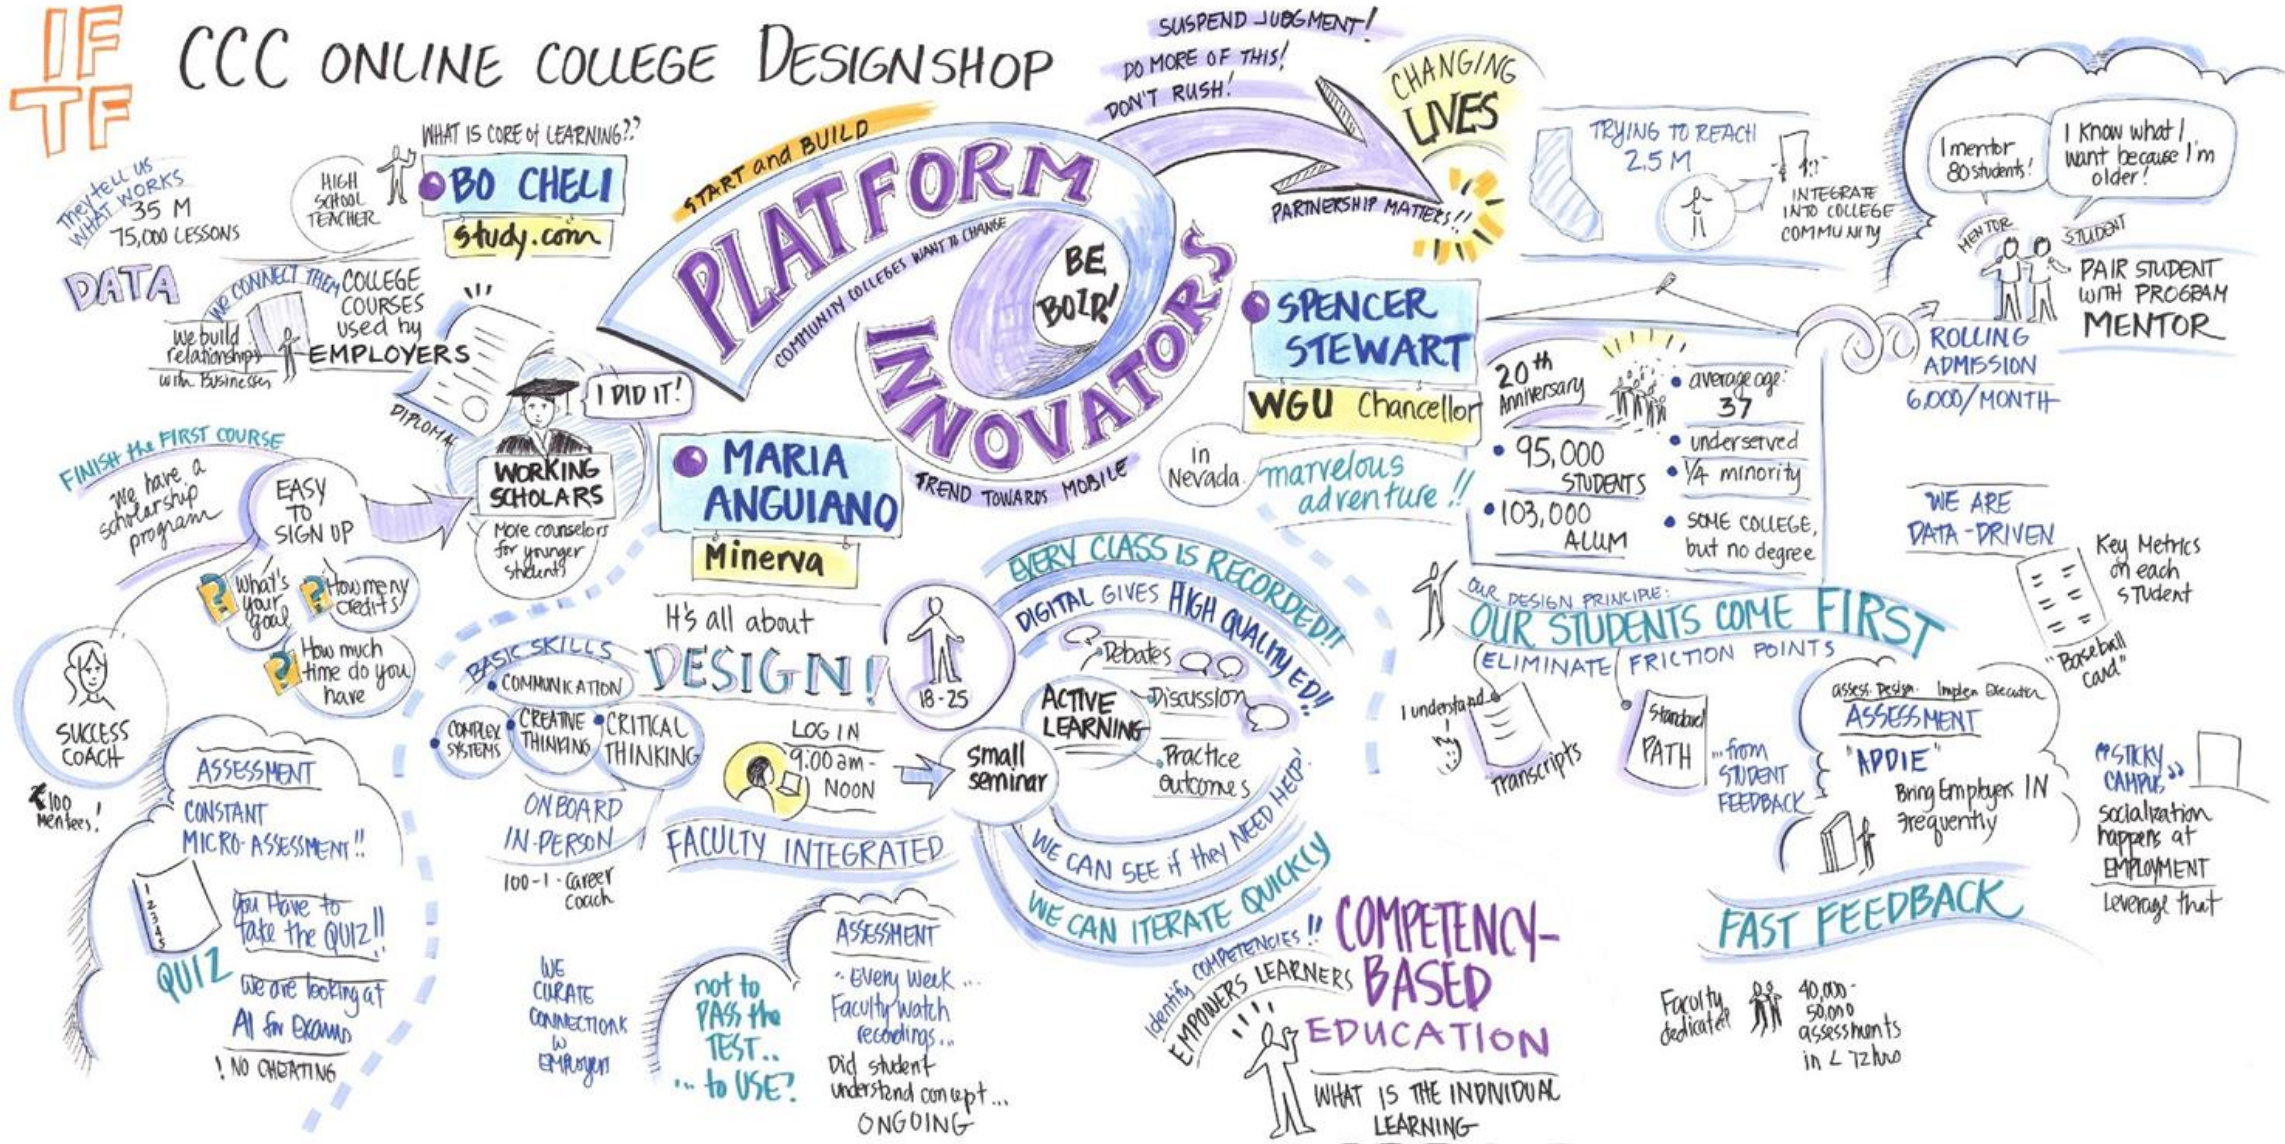 IF
TF
CCC ONLINE COLLEGE DESIGNSHOP
SUSPEND JUDGMENT!
DO MORE OF THIS!
DON'T RUSH!
CHANGING
LIVES
PARTNERSHIP MATTERS!!
START and BUILD
PLATFORM
INNOVATORS
COMMUNITY COLLEGES WANT TO CHANGE
BE
BOLD!
TREND TOWARDS MOBILE
WHAT IS CORE of LEARNING??
BO CHELI
study.com
HIGH
SCHOOL
TEACHER
They tell us
WHAT WORKS
35 M
75,000 LESSONS
DATA
WE CONNECT THEM
COLLEGE
COURSES
used by
EMPLOYERS
We build
relationships
with Businesses
DIPLOMA
I DID IT!
WORKING
SCHOLARS
More counselors
for younger
students
FINISH the FIRST COURSE
We have a
scholarship
program
EASY
TO
SIGN UP
What's
your
goal
How many
credits
How much
time do you
have
SUCCESS
COACH
100
Mentees!
ASSESSMENT
CONSTANT
MICRO-ASSESSMENT!!
1
2
3
4
5
QUIZ
You Have to
take the QUIZ!!
We are looking at
AI for Exams
! NO CHEATING
MARIA
ANGUIANO
Minerva
It's all about
DESIGN!
18-25
BASIC SKILLS
COMMUNICATION
COMPLEX
SYSTEMS
CREATIVE
THINKING
CRITICAL
THINKING
ONBOARD
IN-PERSON
100-1-Career
Coach
LOG IN
9:00am-
NOON
small
seminar
FACULTY INTEGRATED
EVERY CLASS IS RECORDED!!
DIGITAL GIVES HIGH QUALITY ED!!
ACTIVE
LEARNING
Debates
Discussion
Practice
outcomes
WE CAN SEE if they NEED HELP!
WE CAN ITERATE QUICKLY
WE
CURATE
CONNECTIONS
W
EMPloyers
not to
PASS the
TEST..
... to USE?
ASSESSMENT
Every week ...
Faculty watch
recordings...
Did student
understand concept...
ONGOING
SPENCER
STEWART
WGU Chancellor
in
Nevada
marvelous
adventure!!
TRYING TO REACH
2.5 M
INTEGRATE
INTO COLLEGE
COMMUNITY
20th
Anniversary
95,000
STUDENTS
103,000
ALUM
average age:
37
underserved
1/4 minority
SOME COLLEGE,
but no degree
I mentor
80 students!
I know what I
want because I'm
older!
MENTOR
STUDENT
PAIR STUDENT
WITH PROGRAM
MENTOR
ROLLING
ADMISSION
6,000/MONTH
WE ARE
DATA-DRIVEN
Key Metrics
on each
student
"Baseball
card"
OUR DESIGN PRINCIPLE:
OUR STUDENTS COME FIRST
ELIMINATE FRICTION POINTS
I understand
Transcripts
Standard
PATH
...from
STUDENT
FEEDBACK
assess. Design. Implem Execution
ASSESSMENT
"APDIE"
Bring Employers IN
Frequently
"STICKY
CAMPUS"
Socialization
happens at
EMPLOYMENT
Leverage that
FAST FEEDBACK
Faculty
dedicated
40,000-
50,000
assessments
in < 72 hrs
Identify COMPETENCIES!!
EMPOWERS LEARNERS
COMPETENCY-
BASED
EDUCATION
WHAT IS THE INDIVIDUAL
LEARNING